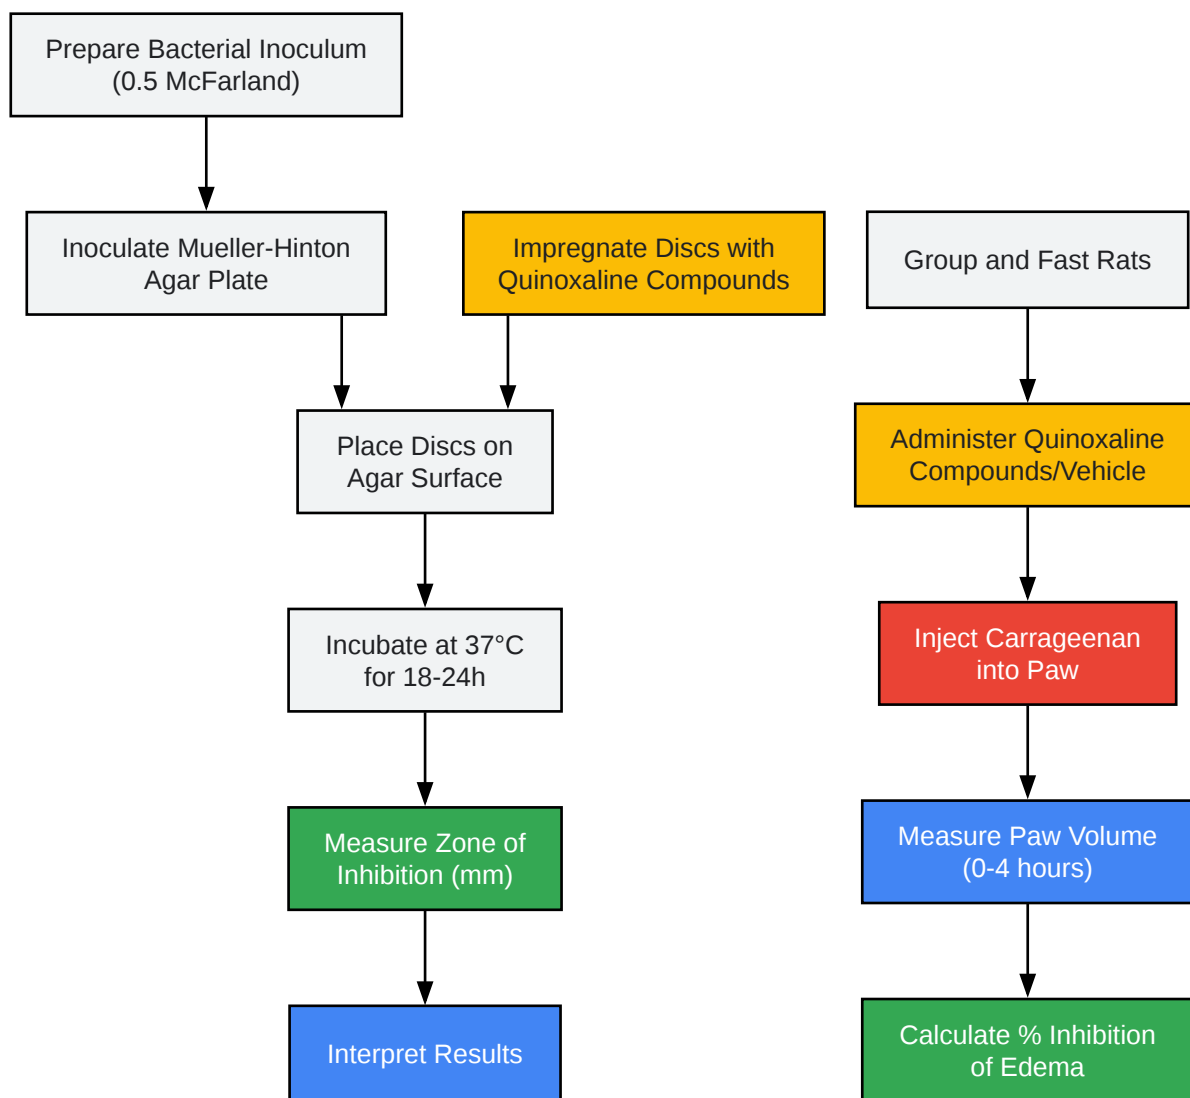 Prepare Bacterial Inoculum
(0.5 McFarland)
Inoculate Mueller-Hinton
Agar Plate
Impregnate Discs with
Quinoxaline Compounds
Place Discs on
Agar Surface
Incubate at 37°C
for 18-24h
Measure Zone of
Inhibition (mm)
Interpret Results
Group and Fast Rats
Administer Quinoxaline
Compounds/Vehicle
Inject Carrageenan
into Paw
Measure Paw Volume
(0-4 hours)
Calculate % Inhibition
of Edema